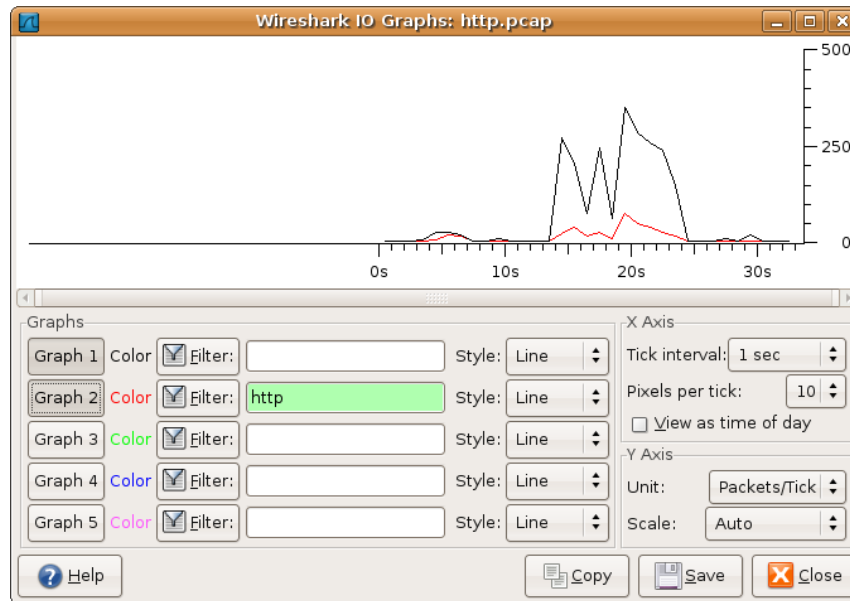 Wireshark IO Graphs: http.pcap
500
250
0
0s 10s 20s 30s
Graphs
Graph 1 Color Filter: Style: Line
Graph 2 Color Filter: http Style: Line
Graph 3 Color Filter: Style: Line
Graph 4 Color Filter: Style: Line
Graph 5 Color Filter: Style: Line
X Axis
Tick interval: 1 sec
Pixels per tick: 10
View as time of day
Y Axis
Unit: Packets/Tick
Scale: Auto
Help Copy Save Close